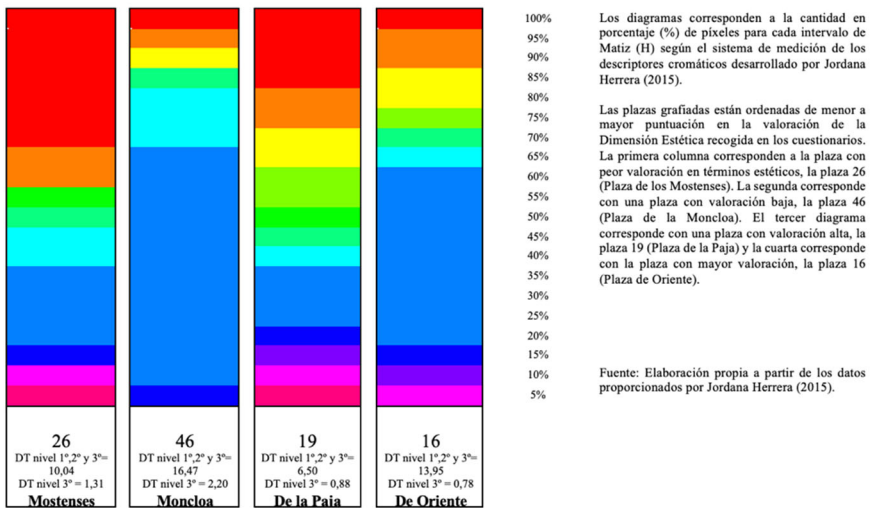 100%
95%
90%
85%
80%
75%
70%
65%
60%
55%
50%
45%
40%
35%
30%
25%
20%
15%
10%
5%
Los diagramas corresponden a la cantidad en
porcentaje (%) de píxeles para cada intervalo de
Matiz (H) según el sistema de medición de los
descriptores cromáticos desarrollado por Jordana
Herrera (2015).
Las plazas grafiadas están ordenadas de menor a
mayor puntuación en la valoración de la
Dimensión Estética recogida en los cuestionarios.
La primera columna corresponden a la plaza con
peor valoración en términos estéticos, la plaza 26
(Plaza de los Mostenses). La segunda corresponde
con una plaza con valoración baja, la plaza 46
(Plaza de la Moncloa). El tercer diagrama
corresponde con una plaza con valoración alta, la
plaza 19 (Plaza de la Paja) y la cuarta corresponde
con la plaza con mayor valoración, la plaza 16
(Plaza de Oriente).
Fuente: Elaboración propia a partir de los datos
proporcionados por Jordana Herrera (2015).
26
DT nivel 1º,2º y 3º=
10,04
DT nivel 3º = 1,31
Mostenses
46
DT nivel 1º,2º y 3º=
16,47
DT nivel 3º = 2,20
Moncloa
19
DT nivel 1º,2º y 3º=
6,50
DT nivel 3º = 0,88
De la Paja
16
DT nivel 1º,2º y 3º=
13,95
DT nivel 3º = 0,78
De Oriente